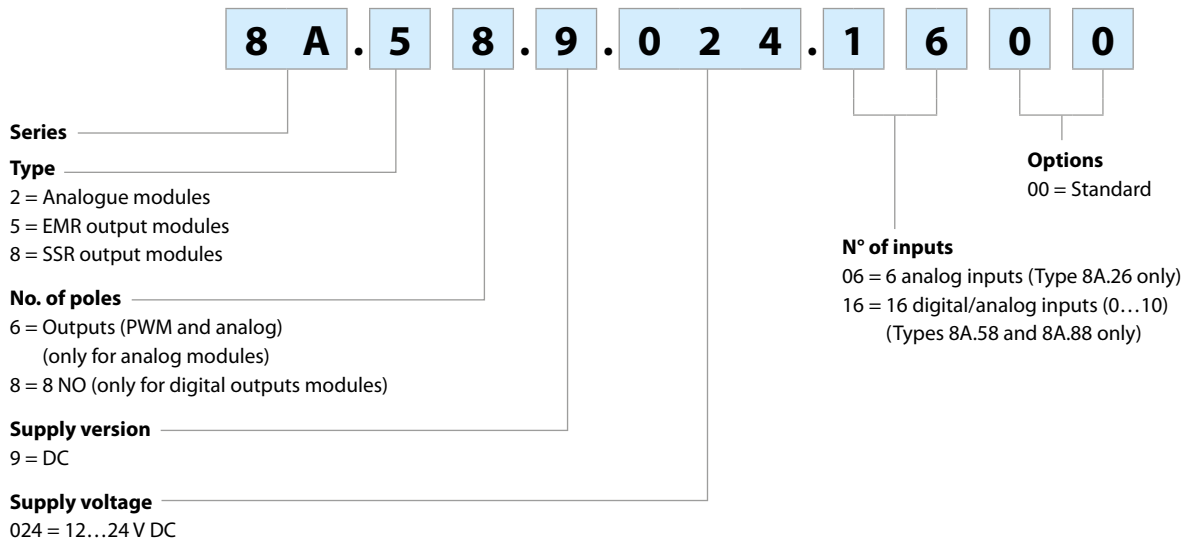 8 A . 5 8 . 9 . 0 2 4 . 1 6 0 0
Series
Type
2 = Analogue modules
5 = EMR output modules
8 = SSR output modules
No. of poles
6 = Outputs (PWM and analog)
(only for analog modules)
8 = 8 NO (only for digital outputs modules)
Supply version
9 = DC
Supply voltage
024 = 12…24 V DC
Options
00 = Standard
N° of inputs
06 = 6 analog inputs (Type 8A.26 only)
16 = 16 digital/analog inputs (0…10)
(Types 8A.58 and 8A.88 only)